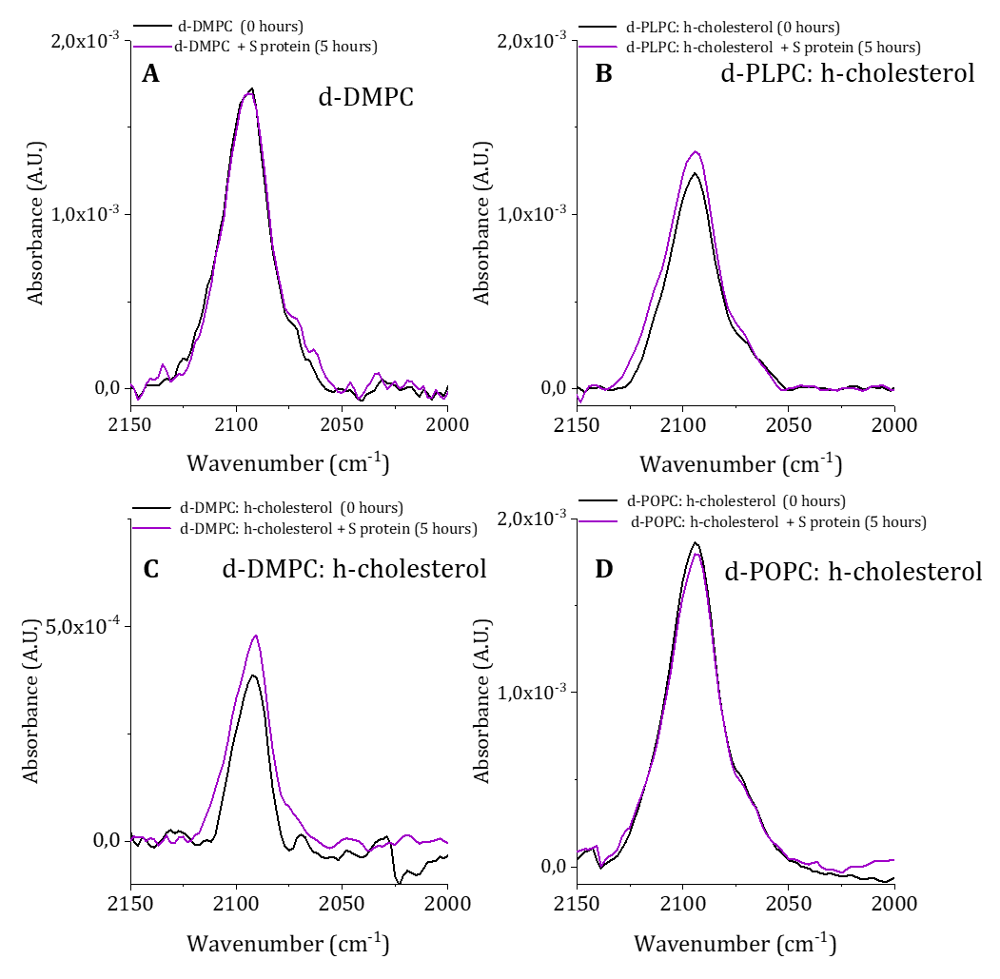 d-DMPC (0 hours)
d-DMPC + S protein (5 hours)
2,0x10-3
A
d-DMPC
1,0x10-3
0,0
Absorbance (A.U.)
2150 2100 2050 2000
Wavenumber (cm-1)
d-PLPC: h-cholesterol (0 hours)
d-PLPC: h-cholesterol + S protein (5 hours)
2,0x10-3
B
d-PLPC: h-cholesterol
1,0x10-3
0,0
Absorbance (A.U.)
2150 2100 2050 2000
Wavenumber (cm-1)
d-DMPC: h-cholesterol (0 hours)
d-DMPC: h-cholesterol + S protein (5 hours)
C
d-DMPC: h-cholesterol
5,0x10-4
0,0
Absorbance (A.U.)
2150 2100 2050 2000
Wavenumber (cm-1)
d-POPC: h-cholesterol (0 hours)
d-POPC: h-cholesterol + S protein (5 hours)
2,0x10-3
D
d-POPC: h-cholesterol
1,0x10-3
0,0
Absorbance (A.U.)
2150 2100 2050 2000
Wavenumber (cm-1)